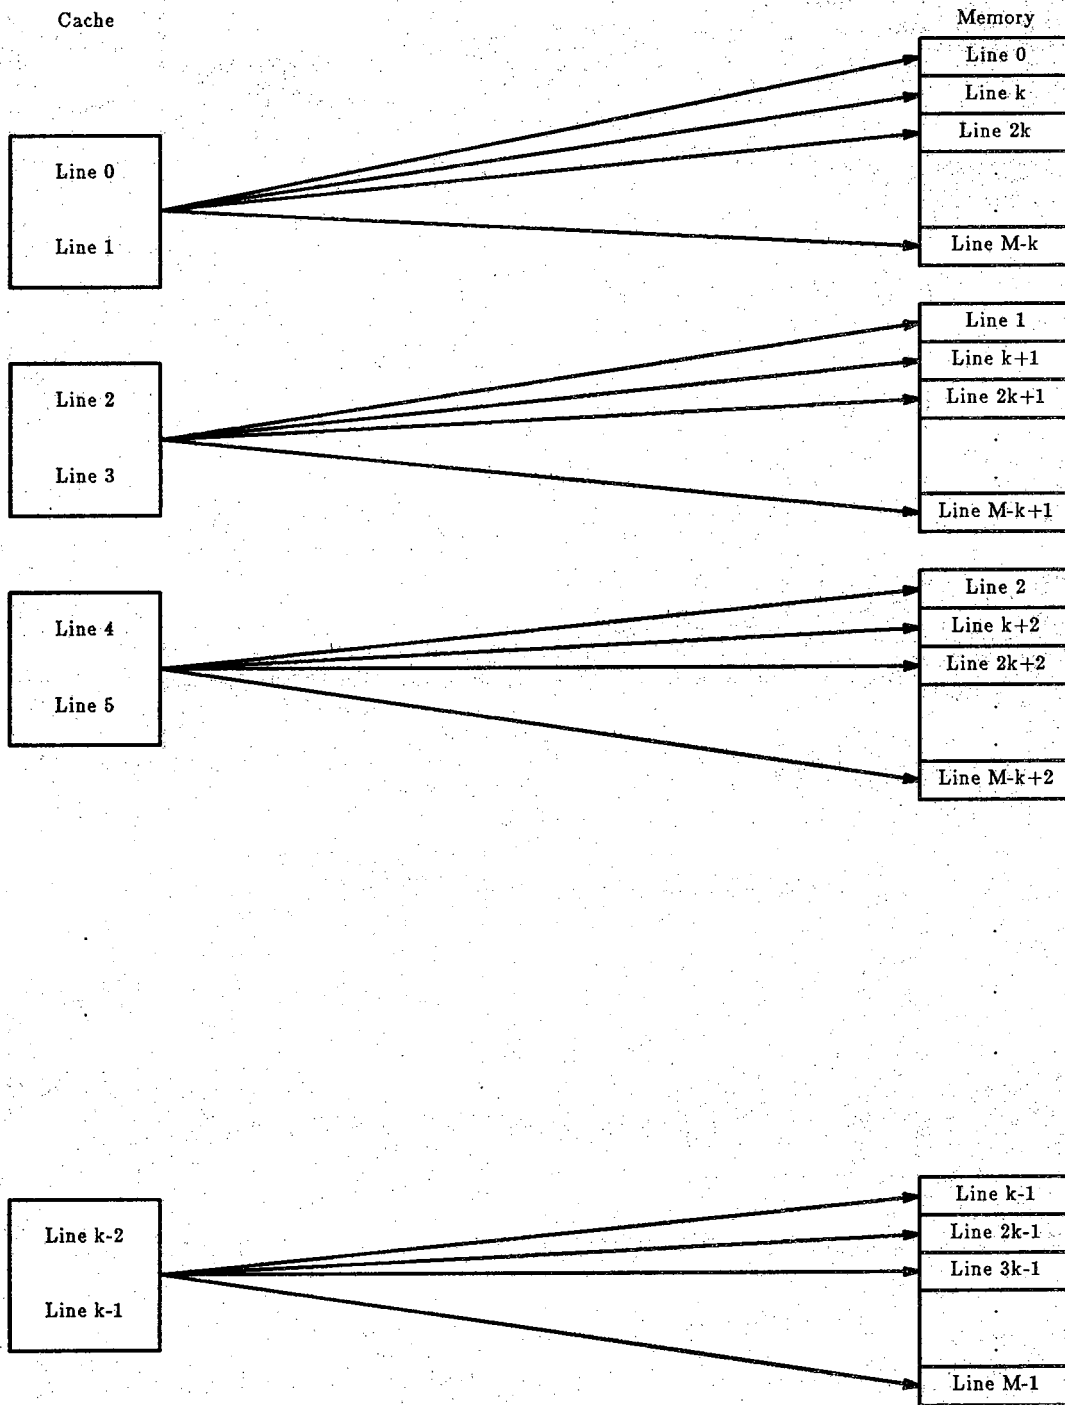 Cache
Memory
Line 0
Line 1
Line 0
Line k
Line 2k
.
.
Line M-k
Line 2
Line 3
Line 1
Line k+1
Line 2k+1
.
.
Line M-k+1
Line 4
Line 5
Line 2
Line k+2
Line 2k+2
.
.
Line M-k+2
.
.
.
.
.
Line k-2
Line k-1
Line k-1
Line 2k-1
Line 3k-1
.
.
Line M-1